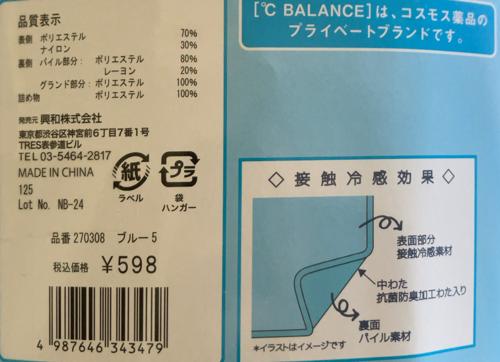 品質表示
表側 ポリエステル 70%
ナイロン 30%
裏側 パイル部分： ポリエステル 80%
レーヨン 20%
グランド部分：ポリエステル 100%
詰め物 ポリエステル 100%
発売元 興和株式会社
東京都渋谷区神宮前6丁目7番1号
TRES表参道ビル
TEL 03-5464-2817
MADE IN CHINA
125
Lot No. NB-24
紙
ラベル
プラ
袋
ハンガー
品番 270308 ブルー5
税込価格 ¥598
4 987646 343479
[℃ BALANCE]は、コスモス薬品の
プライベートブランドです。
◇接触冷感効果◇
表面部分
接触冷感素材
中わた
抗菌防臭加工わた入り
裏面
パイル素材
＊イラストはイメージです